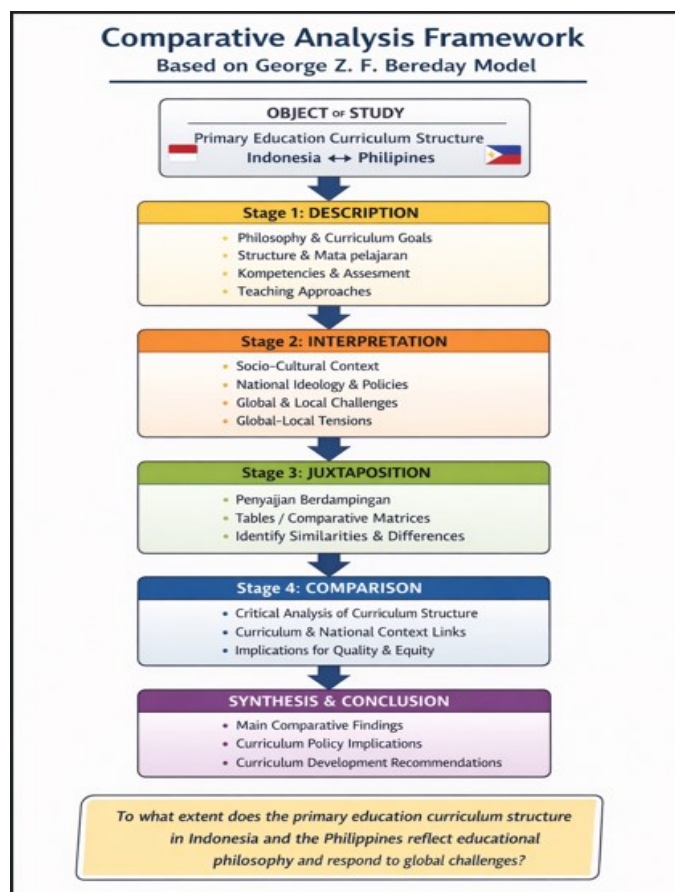 Comparative Analysis Framework
Based on George Z. F. Bereday Model
OBJECT OF STUDY
Primary Education Curriculum Structure
Indonesia ↔ Philipines
Stage 1: DESCRIPTION
• Philosophy & Curriculum Goals
• Structure & Mata pelajaran
• Kompetencies & Assesment
• Teaching Approaches
Stage 2: INTERPRETATION
• Socio-Cultural Context
• National Ideology & Policies
• Global & Local Challenges
• Global-Local Tensions
Stage 3: JUXTAPOSITION
• Penyajian Berdampingan
• Tables / Comparative Matrices
• Identify Similarities & Differences
Stage 4: COMPARISON
• Critical Analysis of Curriculum Structure
• Curriculum & National Context Links
• Implications for Quality & Equity
SYNTHESIS & CONCLUSION
• Main Comparative Findings
• Curriculum Policy Implications
• Curriculum Development Recommendations
To what extent does the primary education curriculum structure
in Indonesia and the Philippines reflect educational
philosophy and respond to global challenges?